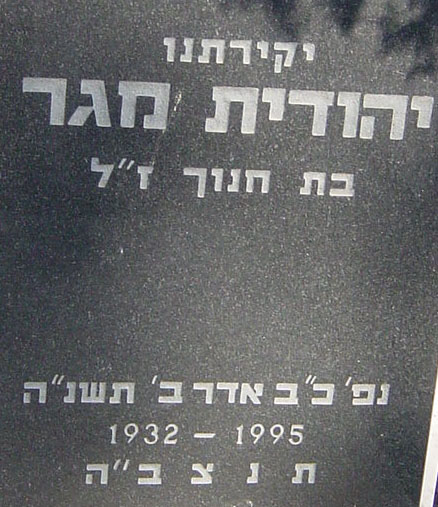 יקירתנו
יהודית מגר
בת חנוך ז"ל
נפ' כ"ב אדר ב' תשנ"ה
1932 - 1995
ת נ צ ב "ה